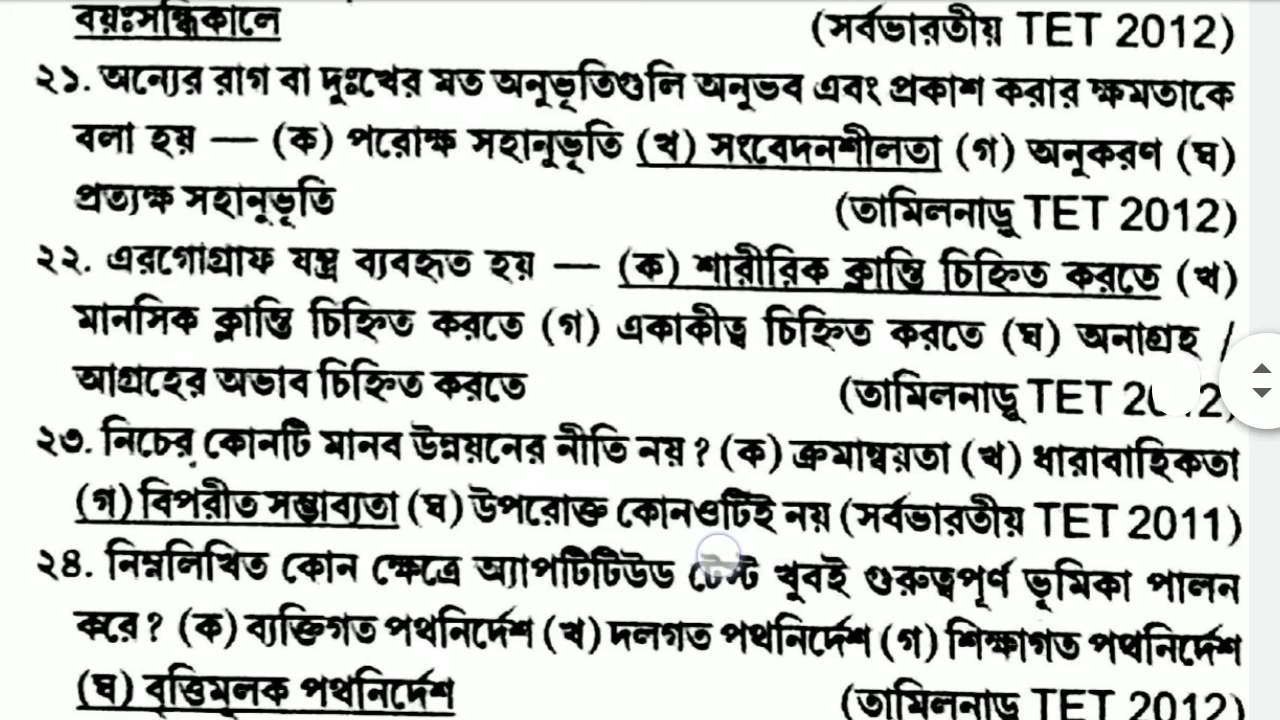 বয়ঃসন্ধিকালে (সর্বভারতীয় TET 2012)
২১. অন্যের রাগ বা দুঃখের মত অনুভূতিগুলি অনুভব এবং প্রকাশ করার ক্ষমতাকে
বলা হয় — (ক) পরোক্ষ সহানুভূতি (খ) সংবেদনশীলতা (গ) অনুকরণ (ঘ)
প্রত্যক্ষ সহানুভূতি (তামিলনাড়ু TET 2012)
২২. এরগোগ্রাফ যন্ত্র ব্যবহৃত হয় — (ক) শারীরিক ক্লান্তি চিহ্নিত করতে (খ)
মানসিক ক্লান্তি চিহ্নিত করতে (গ) একাকীত্ব চিহ্নিত করতে (ঘ) অনাগ্রহ /
আগ্রহের অভাব চিহ্নিত করতে (তামিলনাড়ু TET
২৩. নিচের কোনটি মানব উন্নয়নের নীতি নয়? (ক) ক্রমান্বয়তা (খ) ধারাবাহিকতা
(গ) বিপরীত সম্ভাব্যতা (ঘ) উপরোক্ত কোনওটিই নয় (সর্বভারতীয় TET 2011)
২৪. নিম্নলিখিত কোন ক্ষেত্রে অ্যাপটিটিউড টেস্ট খুবই গুরুত্বপূর্ণ ভূমিকা পালন
করে? (ক) ব্যক্তিগত পথনির্দেশ (খ) দলগত পথনির্দেশ (গ) শিক্ষাগত পথনির্দেশ
(ঘ) বৃত্তিমূলক পথনির্দেশ (তামিলনাড়ু TET 2012)